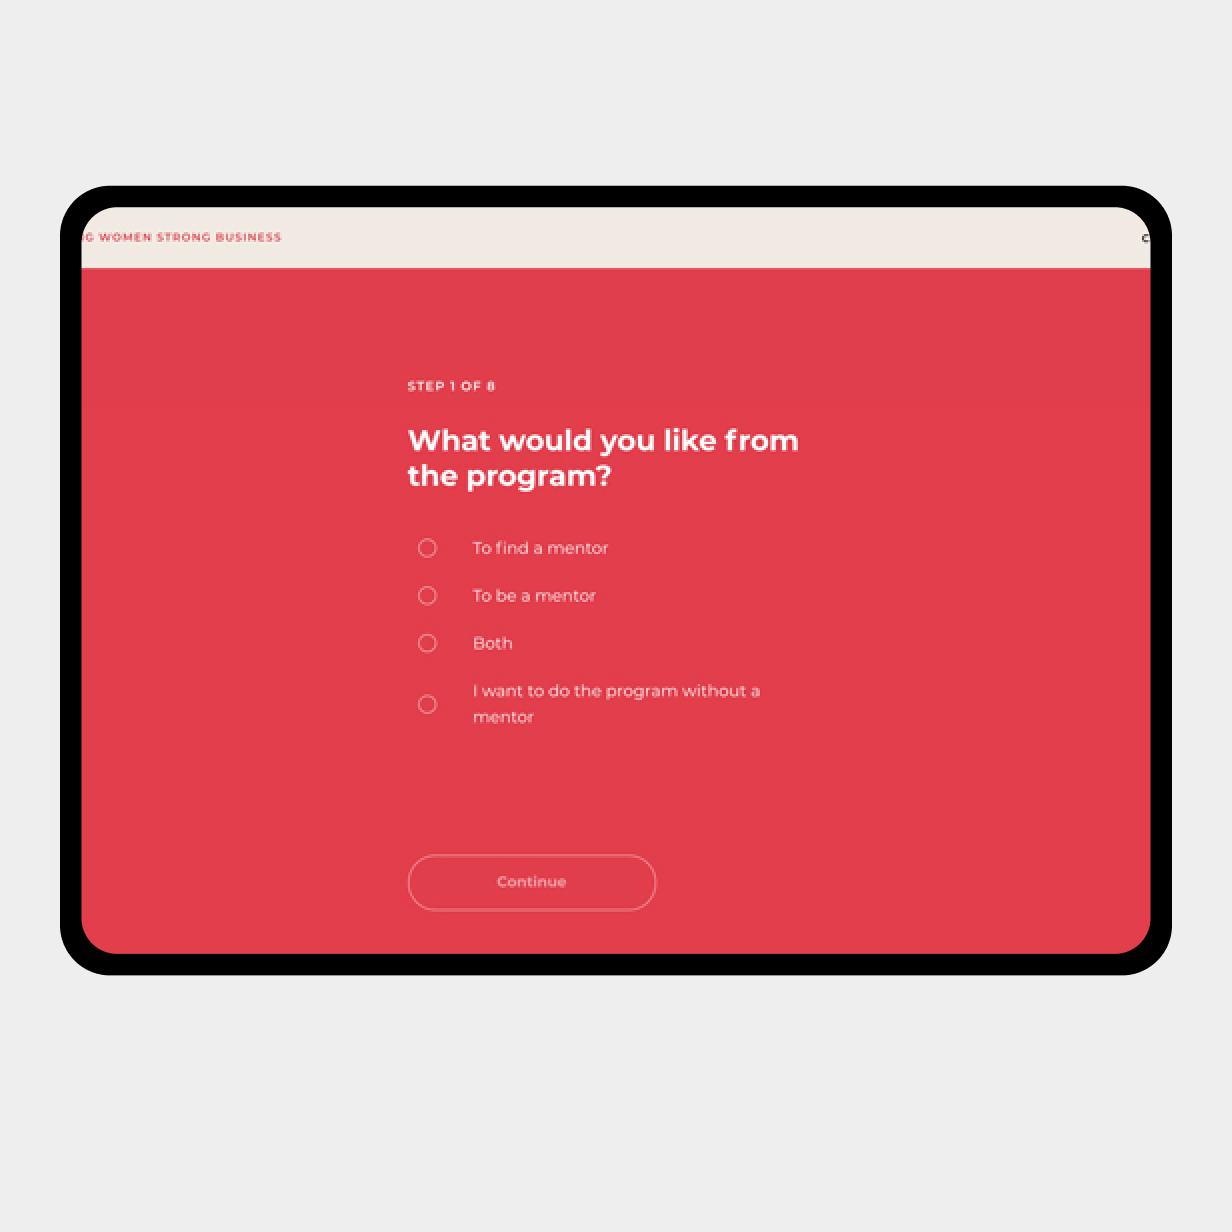 WOMEN STRONG BUSINESS
STEP 1 OF 8
What would you like from
the program?
To find a mentor
To be a mentor
Both
I want to do the program without a
mentor
Continue